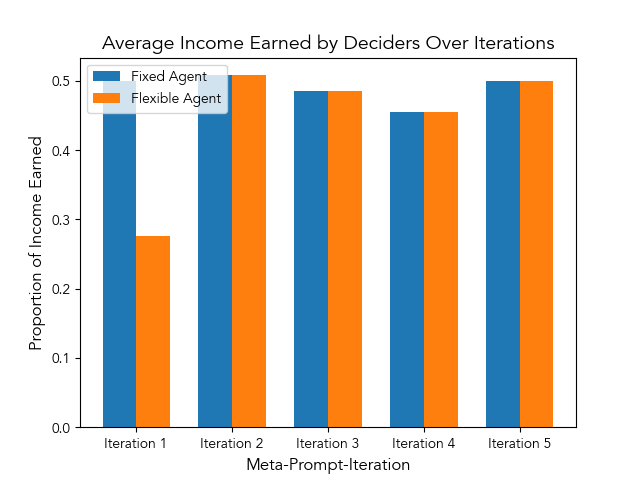 Average Income Earned by Deciders Over Iterations
Fixed Agent
Flexible Agent
Proportion of Income Earned
0.5
0.4
0.3
0.2
0.1
0.0
Iteration 1
Iteration 2
Iteration 3
Iteration 4
Iteration 5
Meta-Prompt-Iteration